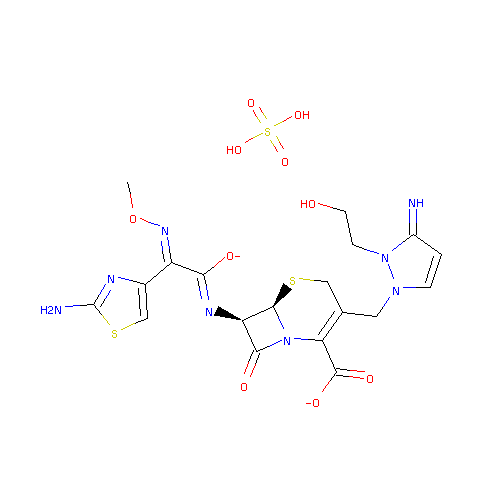 O OH
S
HO O
HO NH
O N
O- N
N S N
H2N N
S N
O O
-O